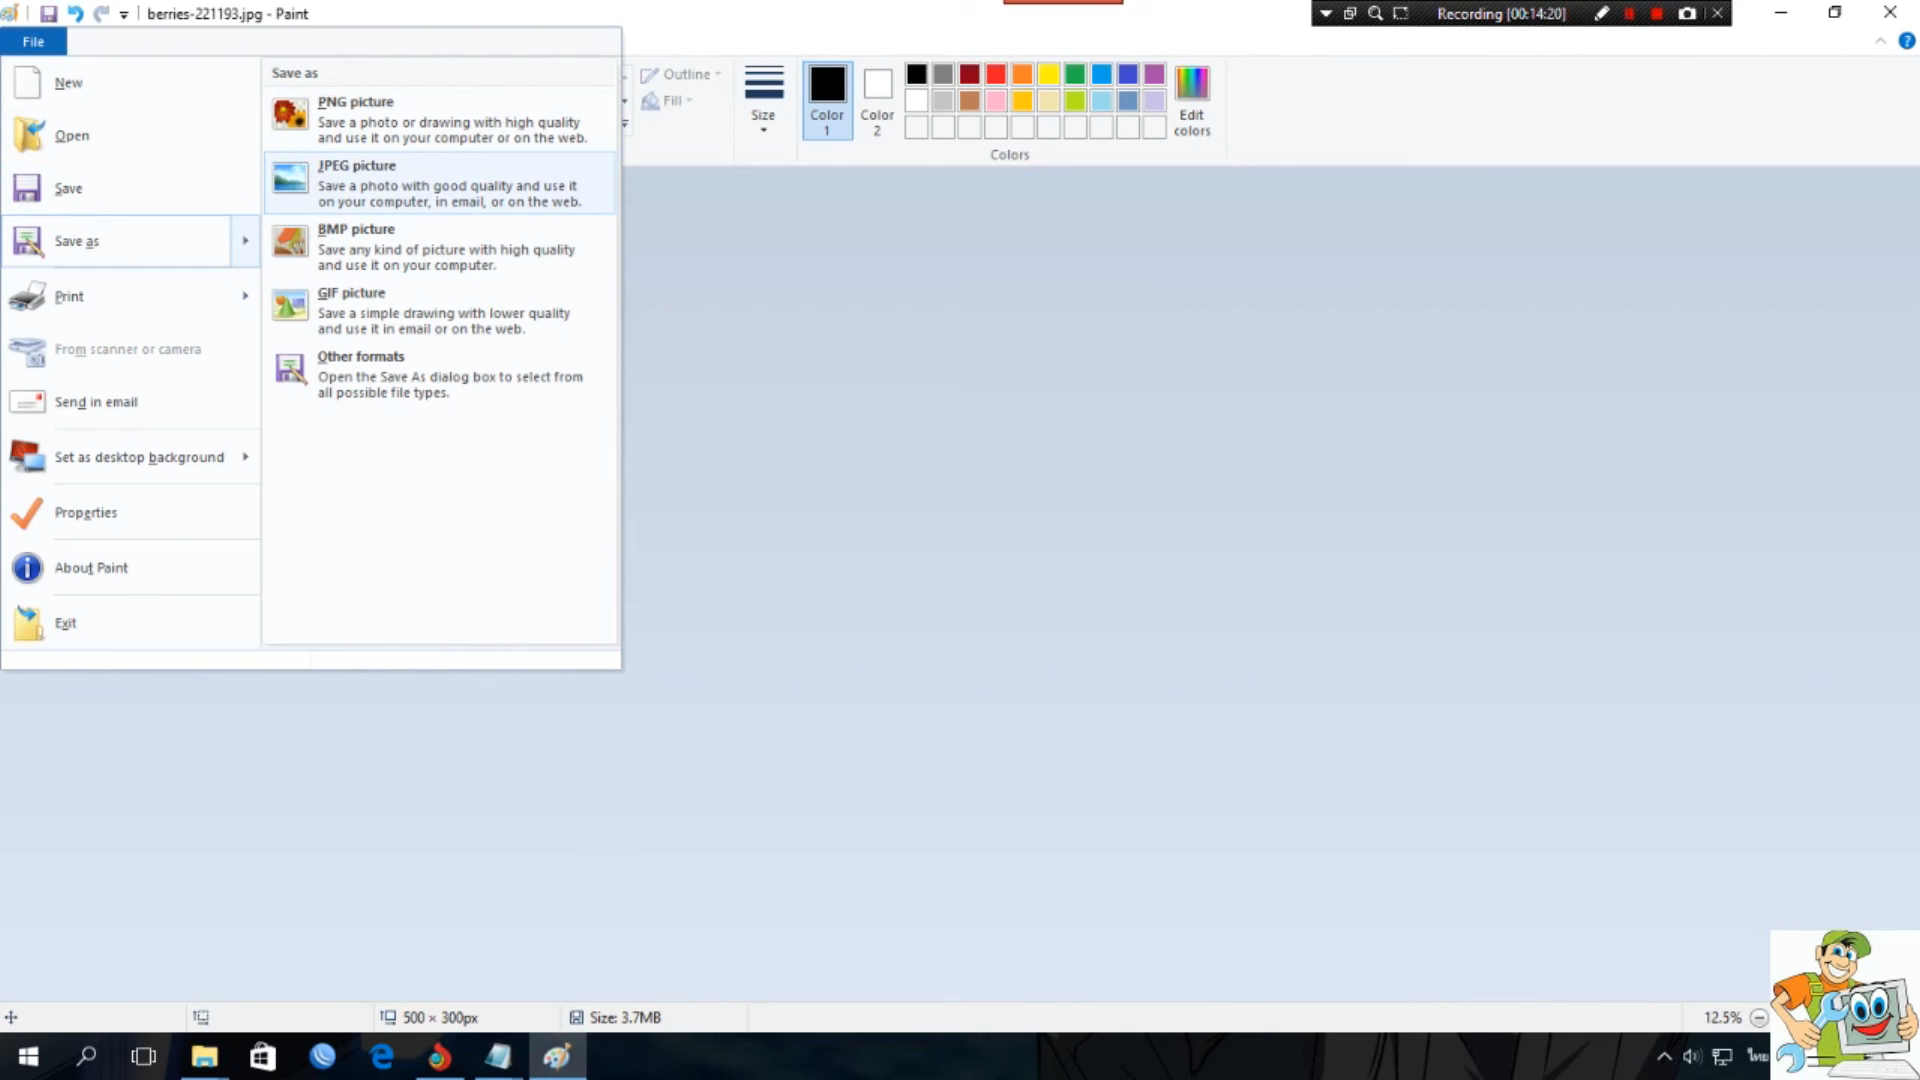 berries-221193.jpg - Paint
Recording [00:14:20]
File
New
Open
Save
Save as
Print
From scanner or camera
Send in email
Set as desktop background
Properties
About Paint
Exit
Save as
PNG picture
Save a photo or drawing with high quality
and use it on your computer or on the web.
JPEG picture
Save a photo with good quality and use it
on your computer, in email, or on the web.
BMP picture
Save any kind of picture with high quality
and use it on your computer.
GIF picture
Save a simple drawing with lower quality
and use it in email or on the web.
Other formats
Open the Save As dialog box to select from
all possible file types.
Outline
Fill
Size
Color
1
Color
2
Edit
colors
Colors
500 × 300px
Size: 3.7MB
12.5%
ไทย